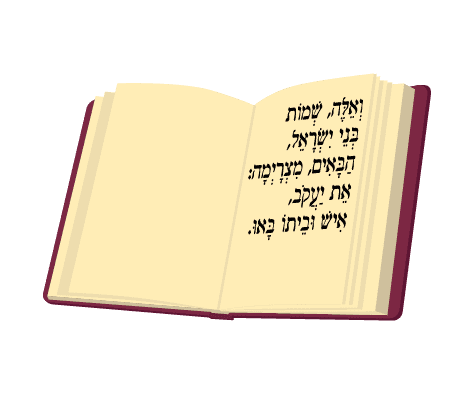 וְאֵלֶּה, שְׁמוֹת
בְּנֵי יִשְׂרָאֵל,
הַבָּאִים, מִצְרָיְמָה:
אֵת יַעֲקֹב,
אִישׁ וּבֵיתוֹ בָּאוּ.